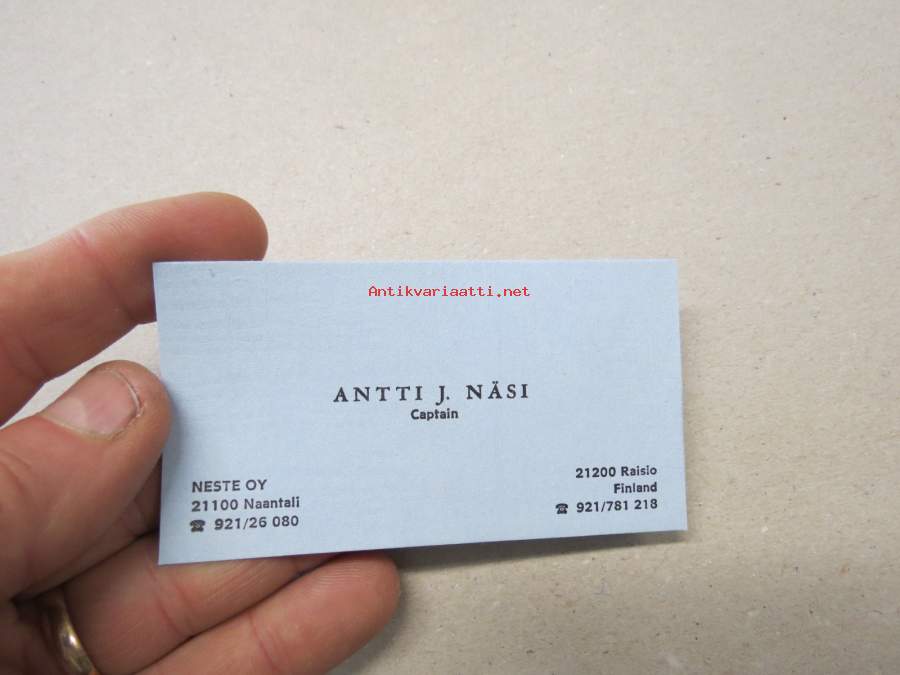 Antikvariaatti.net
ANTTI J. NÄSI
Captain
NESTE OY
21100 Naantali
☎ 921/26 080
21200 Raisio
Finland
☎ 921/781 218